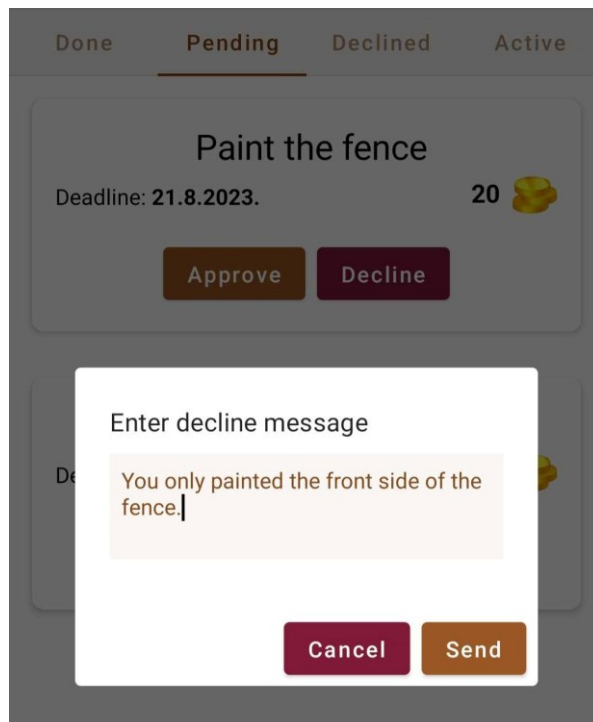 Done Pending Declined Active
Paint the fence
Deadline: 21.8.2023. 20
Approve Decline
Enter decline message
De
You only painted the front side of the
fence.
Cancel Send